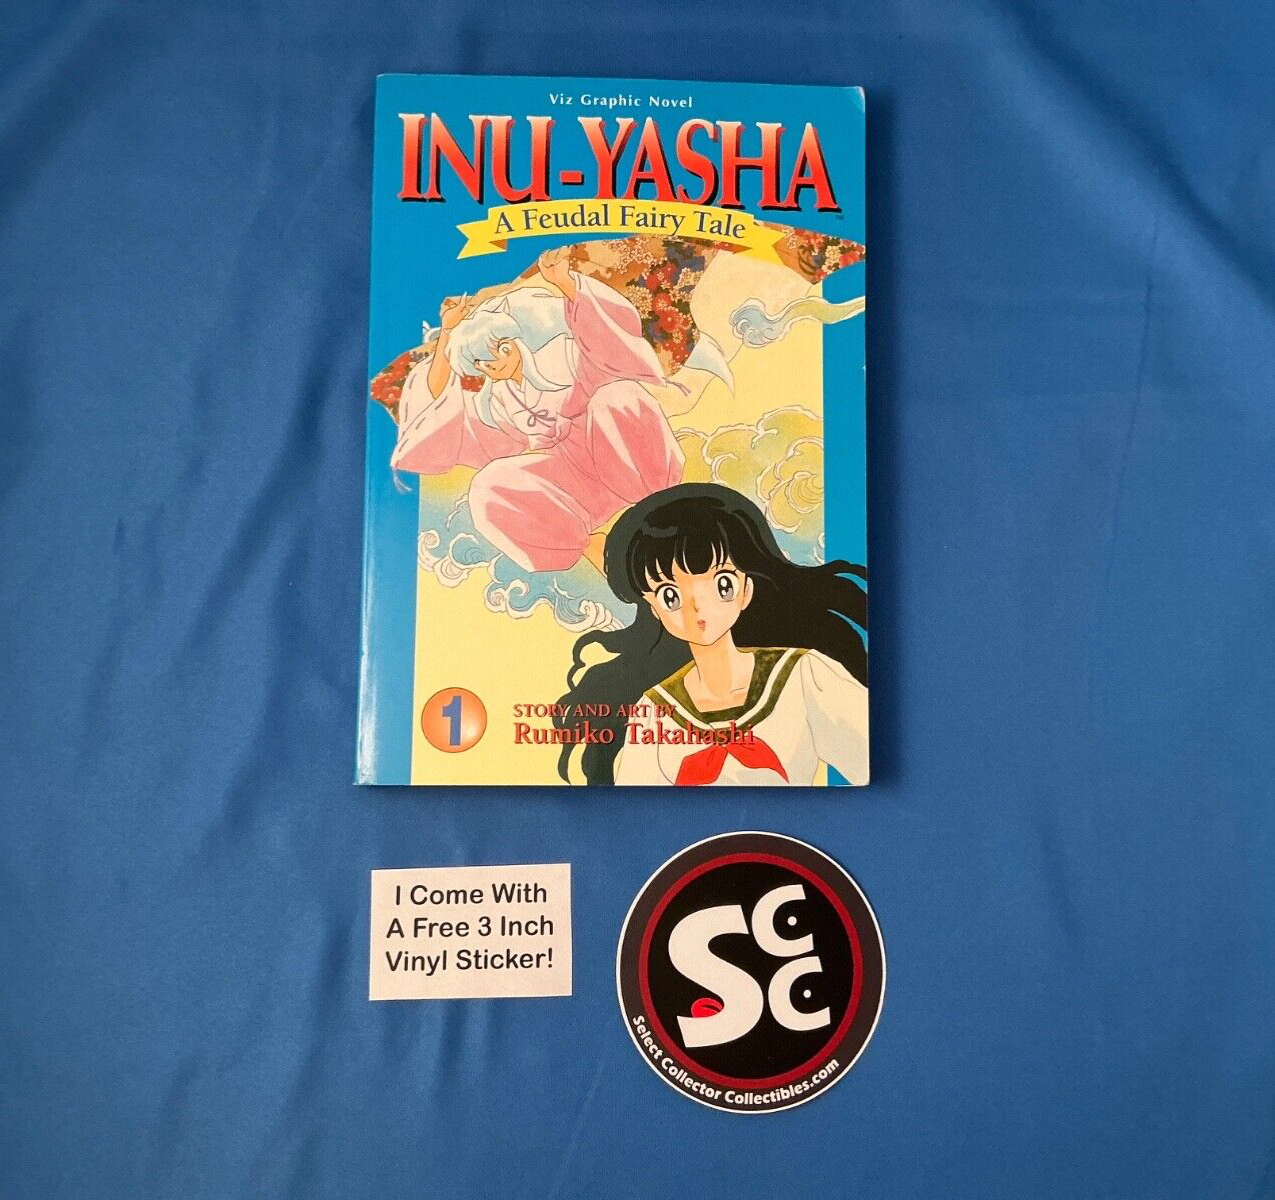 Viz Graphic Novel
INU-YASHA
™
A Feudal Fairy Tale
1
STORY AND ART BY
Rumiko Takahashi
I Come With
A Free 3 Inch
Vinyl Sticker!
SCC
Select Collector Collectibles.com